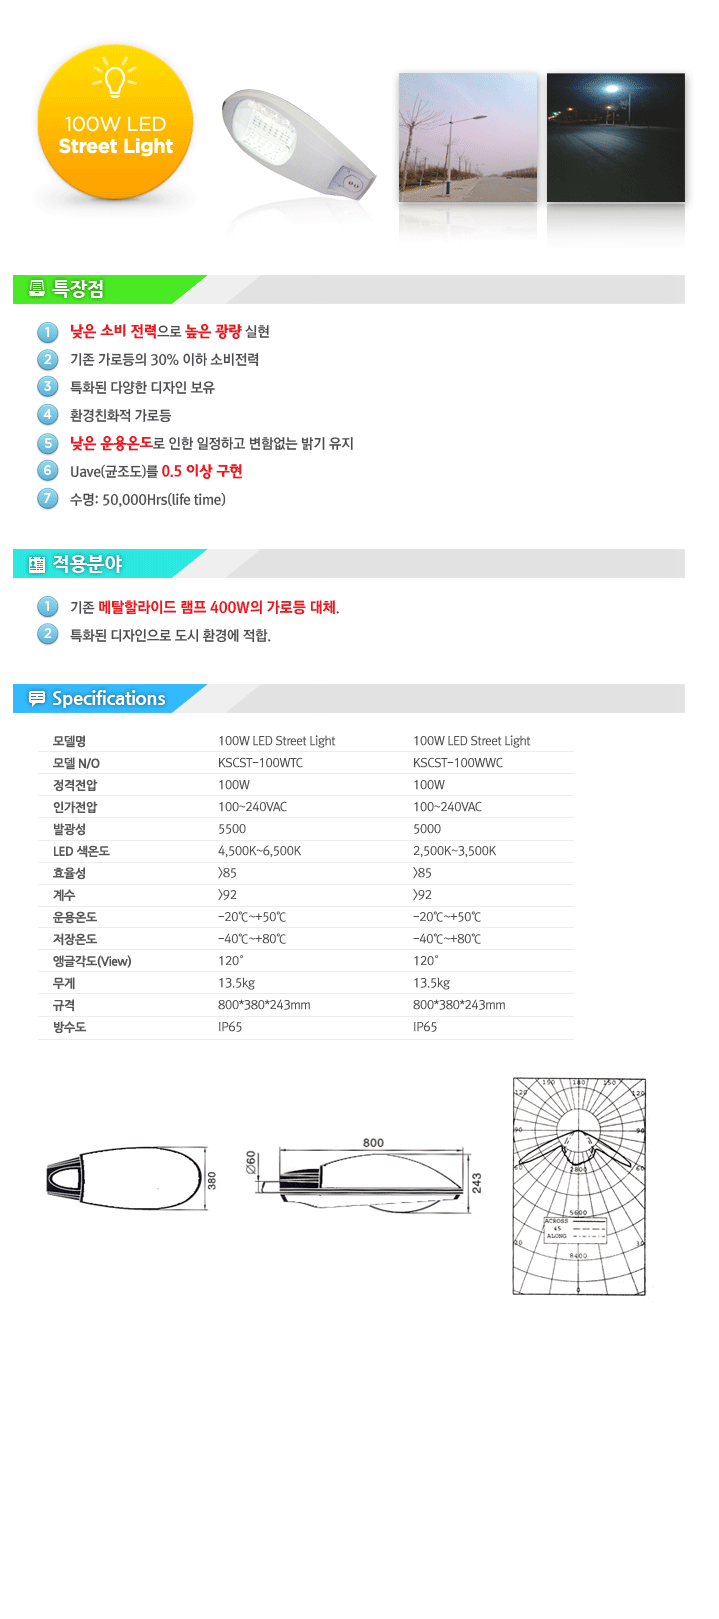 100W LED
Street Light
특장점
1 낮은 소비 전력으로 높은 광량 실현
2 기존 가로등의 30% 이하 소비전력
3 특화된 다양한 디자인 보유
4 환경친화적 가로등
5 낮은 운용온도로 인한 일정하고 변함없는 밝기 유지
6 Uave(균조도)를 0.5 이상 구현
7 수명: 50,000Hrs(life time)
적용분야
1 기존 메탈할라이드 램프 400W의 가로등 대체.
2 특화된 디자인으로 도시 환경에 적합.
Specifications
모델명 100W LED Street Light 100W LED Street Light
모델 N/O KSCST-100WTC KSCST-100WWC
정격전압 100W 100W
인가전압 100~240VAC 100~240VAC
발광성 5500 5000
LED 색온도 4,500K~6,500K 2,500K~3,500K
효율성 >85 >85
계수 >92 >92
운용온도 -20℃~+50℃ -20℃~+50℃
저장온도 -40℃~+80℃ -40℃~+80℃
앵글각도(View) 120° 120°
무게 13.5kg 13.5kg
규격 800*380*243mm 800*380*243mm
방수도 IP65 IP65
380
800
Ø60
243
150 180 150
120 120
90 90
60 60
2800
5600
ACROSS
45
ALONG
30 30
8400
0